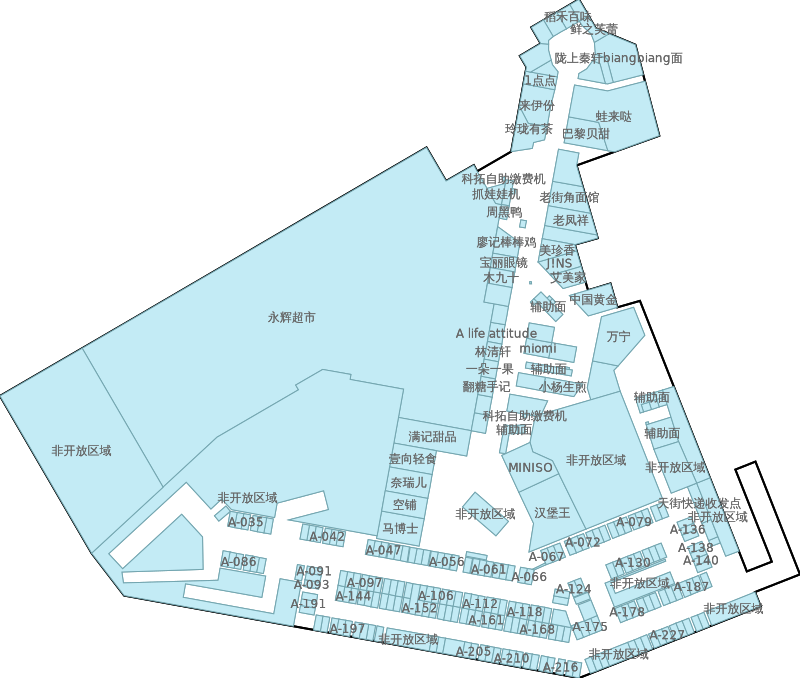 稻禾百味
鲜之芙蕾
陇上秦轩biangbiang面
1点点
来伊份
蛙来哒
玲珑有茶
巴黎贝甜
科拓自助缴费机
抓娃娃机
老街角面馆
周黑鸭
老凤祥
廖记棒棒鸡
美珍香
宝丽眼镜
J!NS
木九十
艾美家
中国黄金
辅助面
永辉超市
A life attitude
万宁
林清轩
miomi
一朵一果
辅助面
翻糖手记
小杨生煎
辅助面
科拓自助缴费机
辅助面
满记甜品
辅助面
非开放区域
壹向轻食
MINISO
非开放区域
非开放区域
奈瑞儿
非开放区域
空铺
天街快递收发点
非开放区域
汉堡王
非开放区域
A-035
马博士
A-079
A-042
A-136
A-072
A-047
A-138
A-067
A-086
A-056
A-140
A-130
A-061
A-091
A-066
A-093
A-097
非开放区域
A-187
A-124
A-144
A-106
A-191
A-112
A-152
A-118
A-178
非开放区域
A-161
A-197
A-168
A-175
A-227
非开放区域
A-205
非开放区域
A-210
A-216